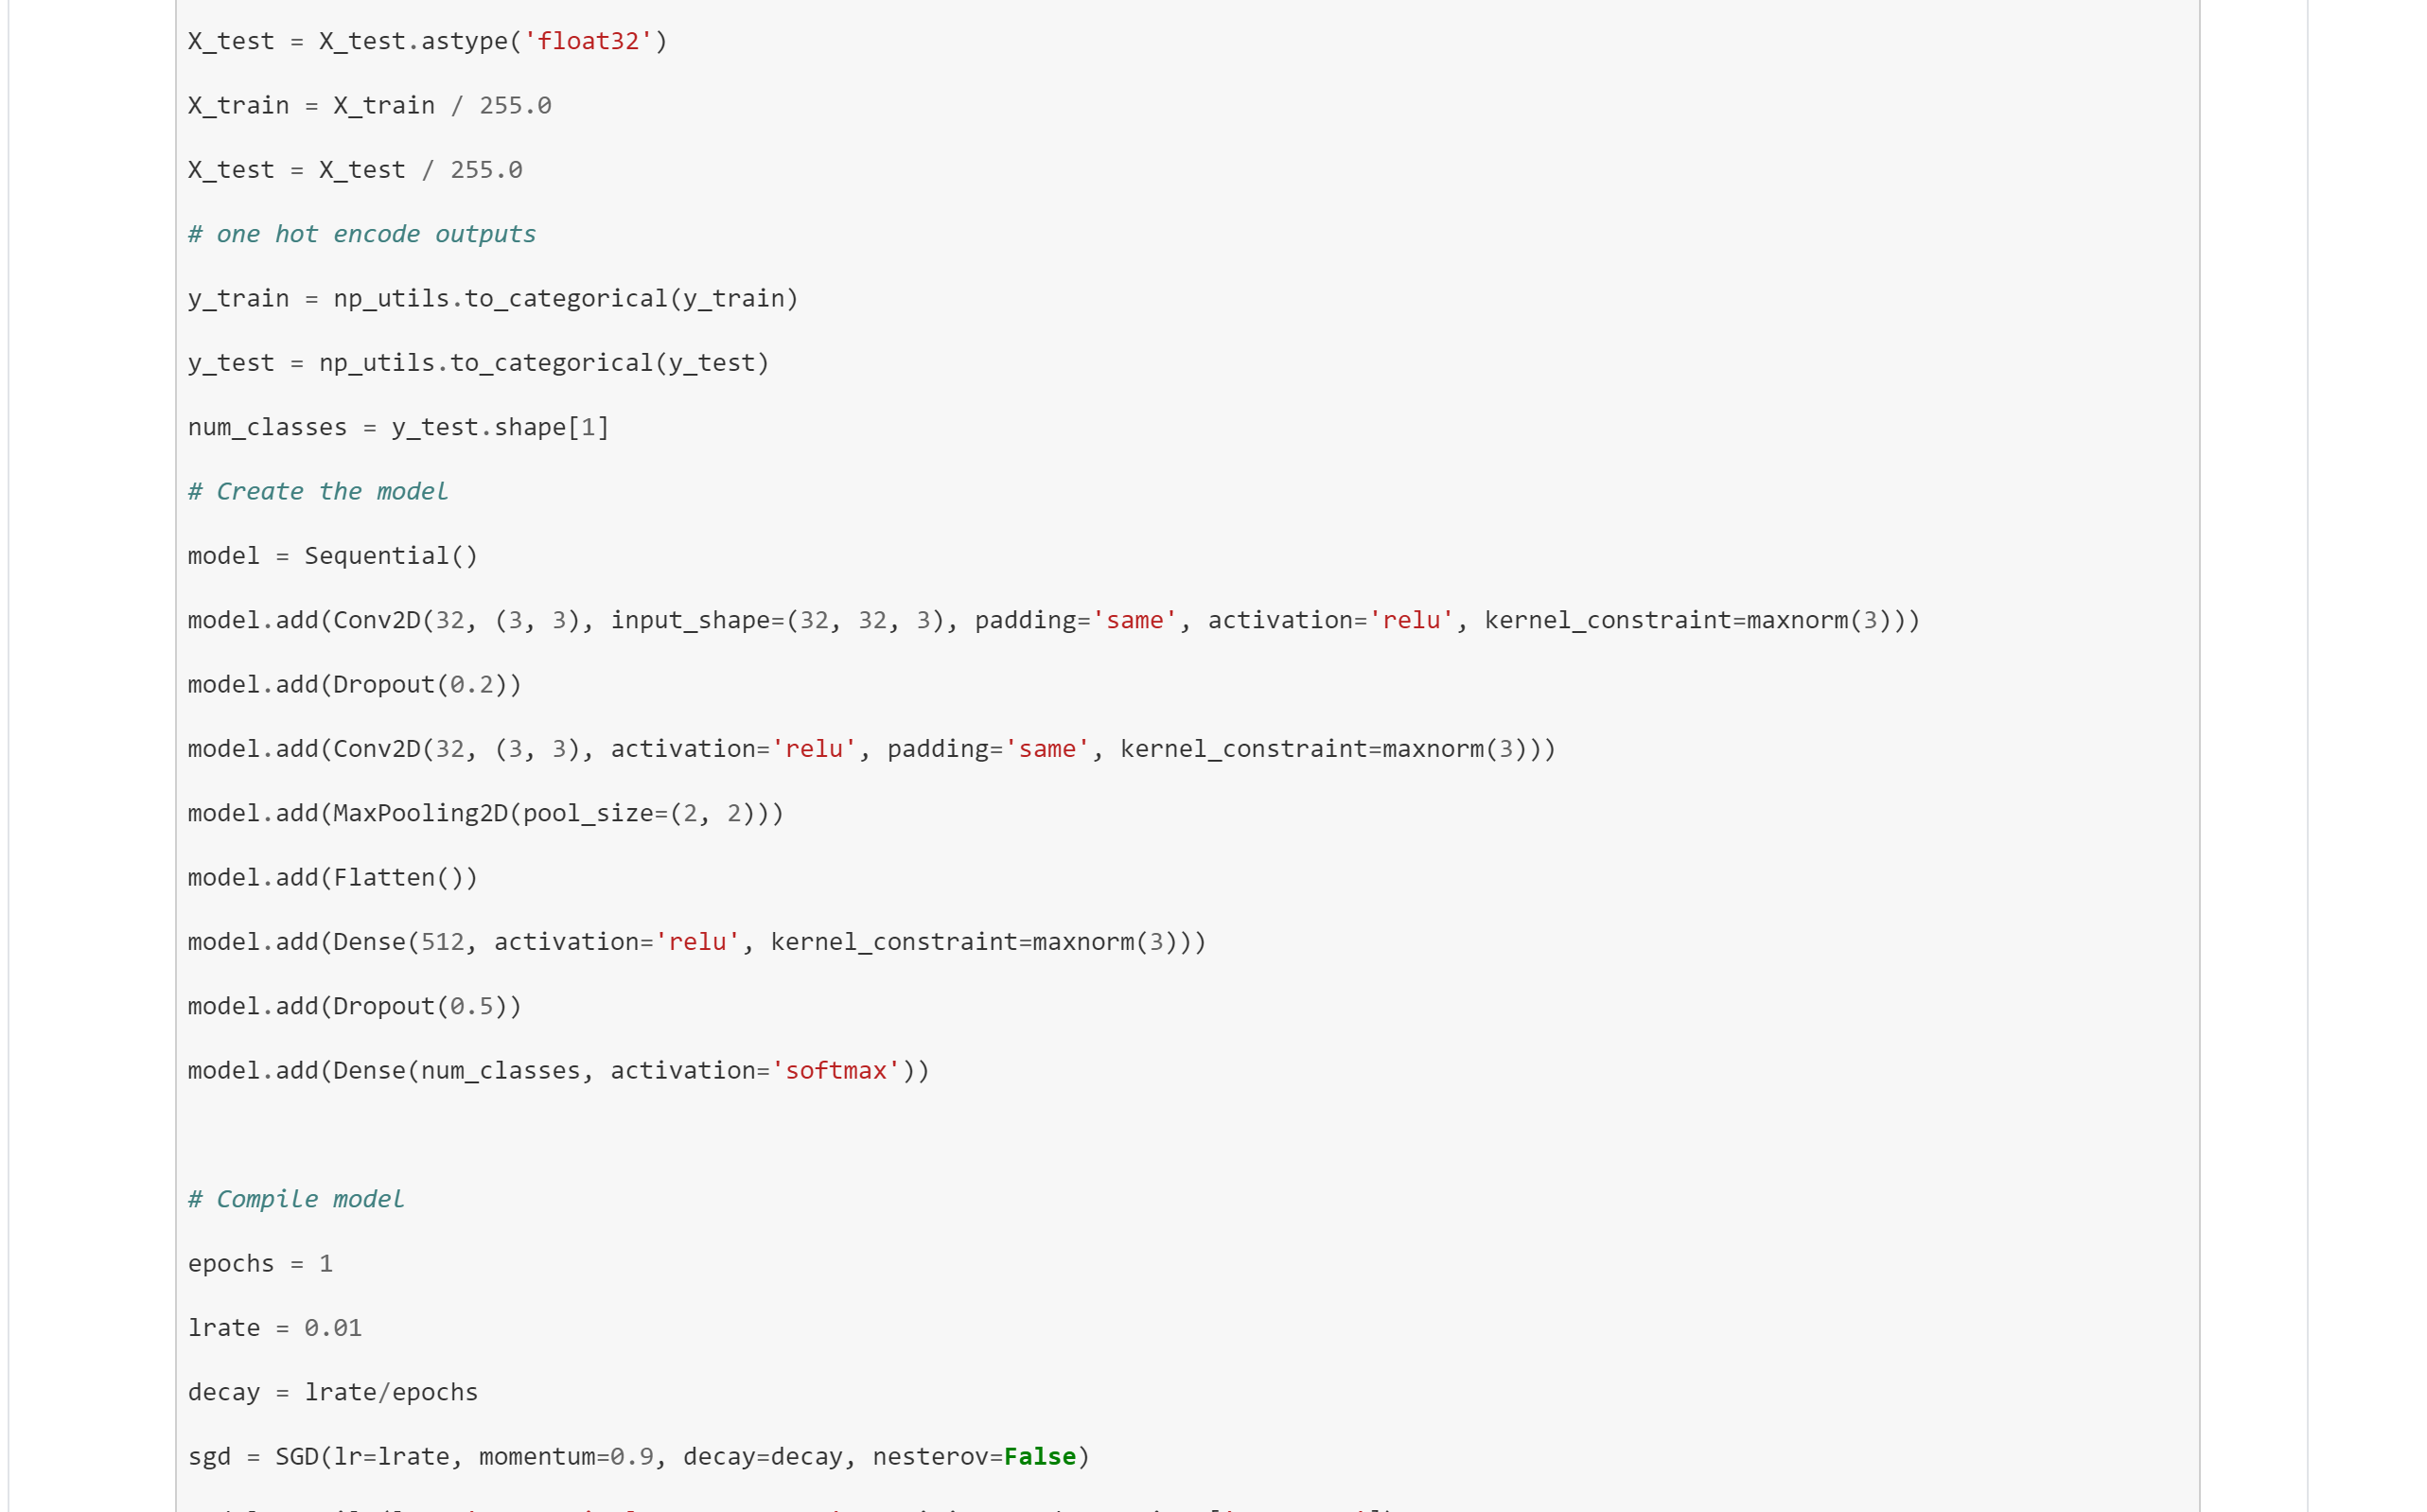 X_test = X_test.astype('float32')
X_train = X_train / 255.0
X_test = X_test / 255.0
# one hot encode outputs
y_train = np_utils.to_categorical(y_train)
y_test = np_utils.to_categorical(y_test)
num_classes = y_test.shape[1]
# Create the model
model = Sequential()
model.add(Conv2D(32, (3, 3), input_shape=(32, 32, 3), padding='same', activation='relu', kernel_constraint=maxnorm(3)))
model.add(Dropout(0.2))
model.add(Conv2D(32, (3, 3), activation='relu', padding='same', kernel_constraint=maxnorm(3)))
model.add(MaxPooling2D(pool_size=(2, 2)))
model.add(Flatten())
model.add(Dense(512, activation='relu', kernel_constraint=maxnorm(3)))
model.add(Dropout(0.5))
model.add(Dense(num_classes, activation='softmax'))
# Compile model
epochs = 1
lrate = 0.01
decay = lrate/epochs
sgd = SGD(lr=lrate, momentum=0.9, decay=decay, nesterov=False)